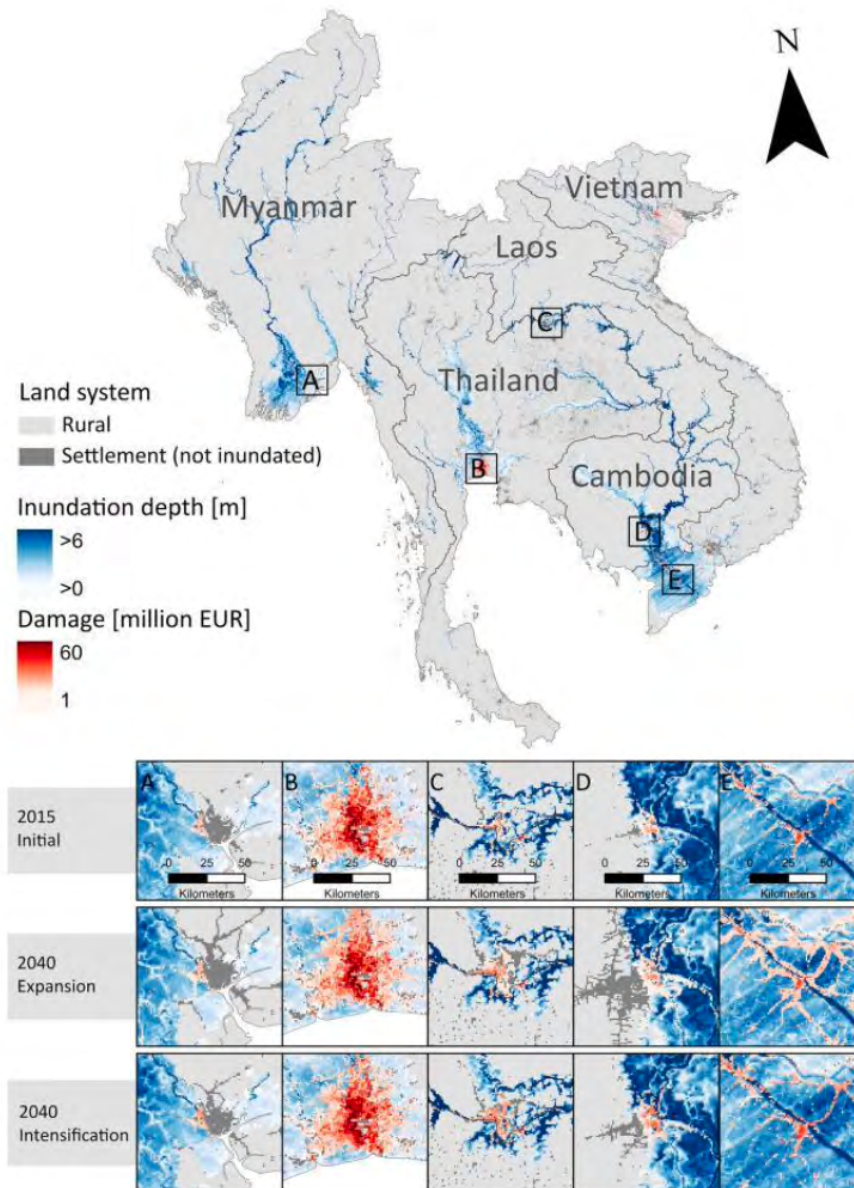 N
Vietnam
Myanmar
Laos
C
A
Thailand
Land system
Rural
Settlement (not inundated)
B
Cambodia
Inundation depth [m]
>6
>0
D
E
Damage [million EUR]
60
1
A B C D E
2015
Initial
0 25 50 0 25 50 0 25 50 0 25 50 0 25 50
Kilometers Kilometers Kilometers Kilometers Kilometers
2040
Expansion
2040
Intensification